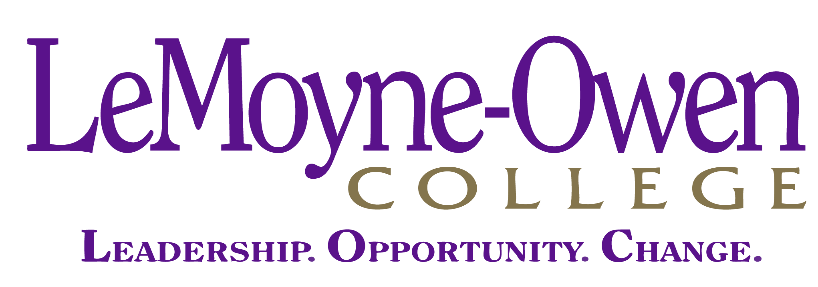 LeMoyne-Owen
COLLEGE
Leadership. Opportunity. Change.